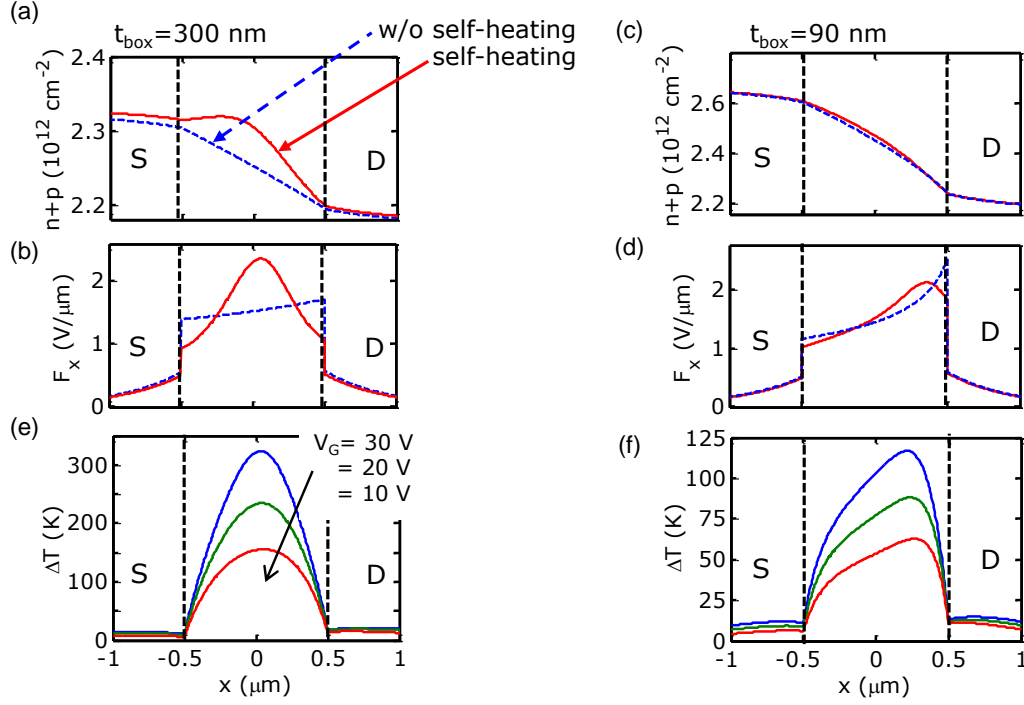 (a)
t_box=300 nm
w/o self-heating
self-heating
2.4
2.3
2.2
n+p (10^12 cm^-2)
S
D
(b)
2
1
0
F_x (V/μm)
S
D
(e)
V_G= 30 V
= 20 V
= 10 V
300
250
200
150
100
50
0
ΔT (K)
S
D
-1
-0.5
0
0.5
1
x (μm)
(c)
t_box=90 nm
2.6
2.4
2.2
n+p (10^12 cm^-2)
S
D
(d)
2
1
0
F_x (V/μm)
S
D
(f)
125
100
75
50
25
0
ΔT (K)
S
D
-1
-0.5
0
0.5
1
x (μm)